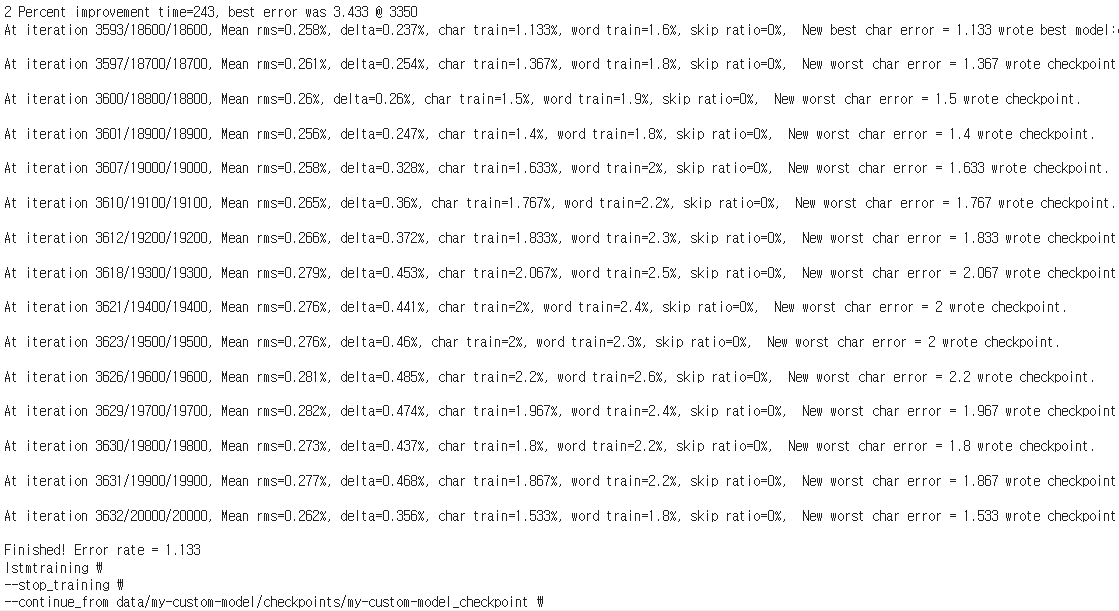 2 Percent improvement time=243, best error was 3.433 @ 3350
At iteration 3593/18600/18600, Mean rms=0.258%, delta=0.237%, char train=1.133%, word train=1.6%, skip ratio=0%,  New best char error = 1.133 wrote best model:
At iteration 3597/18700/18700, Mean rms=0.261%, delta=0.254%, char train=1.367%, word train=1.8%, skip ratio=0%,  New worst char error = 1.367 wrote checkpoint
At iteration 3600/18800/18800, Mean rms=0.26%, delta=0.26%, char train=1.5%, word train=1.9%, skip ratio=0%,  New worst char error = 1.5 wrote checkpoint.
At iteration 3601/18900/18900, Mean rms=0.256%, delta=0.247%, char train=1.4%, word train=1.8%, skip ratio=0%,  New worst char error = 1.4 wrote checkpoint.
At iteration 3607/19000/19000, Mean rms=0.258%, delta=0.328%, char train=1.633%, word train=2%, skip ratio=0%,  New worst char error = 1.633 wrote checkpoint.
At iteration 3610/19100/19100, Mean rms=0.265%, delta=0.36%, char train=1.767%, word train=2.2%, skip ratio=0%,  New worst char error = 1.767 wrote checkpoint.
At iteration 3612/19200/19200, Mean rms=0.266%, delta=0.372%, char train=1.833%, word train=2.3%, skip ratio=0%,  New worst char error = 1.833 wrote checkpoint
At iteration 3618/19300/19300, Mean rms=0.279%, delta=0.453%, char train=2.067%, word train=2.5%, skip ratio=0%,  New worst char error = 2.067 wrote checkpoint
At iteration 3621/19400/19400, Mean rms=0.276%, delta=0.441%, char train=2%, word train=2.4%, skip ratio=0%,  New worst char error = 2 wrote checkpoint.
At iteration 3623/19500/19500, Mean rms=0.276%, delta=0.46%, char train=2%, word train=2.3%, skip ratio=0%,  New worst char error = 2 wrote checkpoint.
At iteration 3626/19600/19600, Mean rms=0.281%, delta=0.485%, char train=2.2%, word train=2.6%, skip ratio=0%,  New worst char error = 2.2 wrote checkpoint.
At iteration 3629/19700/19700, Mean rms=0.282%, delta=0.474%, char train=1.967%, word train=2.4%, skip ratio=0%,  New worst char error = 1.967 wrote checkpoint
At iteration 3630/19800/19800, Mean rms=0.273%, delta=0.437%, char train=1.8%, word train=2.2%, skip ratio=0%,  New worst char error = 1.8 wrote checkpoint.
At iteration 3631/19900/19900, Mean rms=0.277%, delta=0.468%, char train=1.867%, word train=2.2%, skip ratio=0%,  New worst char error = 1.867 wrote checkpoint
At iteration 3632/20000/20000, Mean rms=0.262%, delta=0.356%, char train=1.533%, word train=1.8%, skip ratio=0%,  New worst char error = 1.533 wrote checkpoint
Finished! Error rate = 1.133
lstmtraining ₩
--stop_training ₩
--continue_from data/my-custom-model/checkpoints/my-custom-model_checkpoint ₩